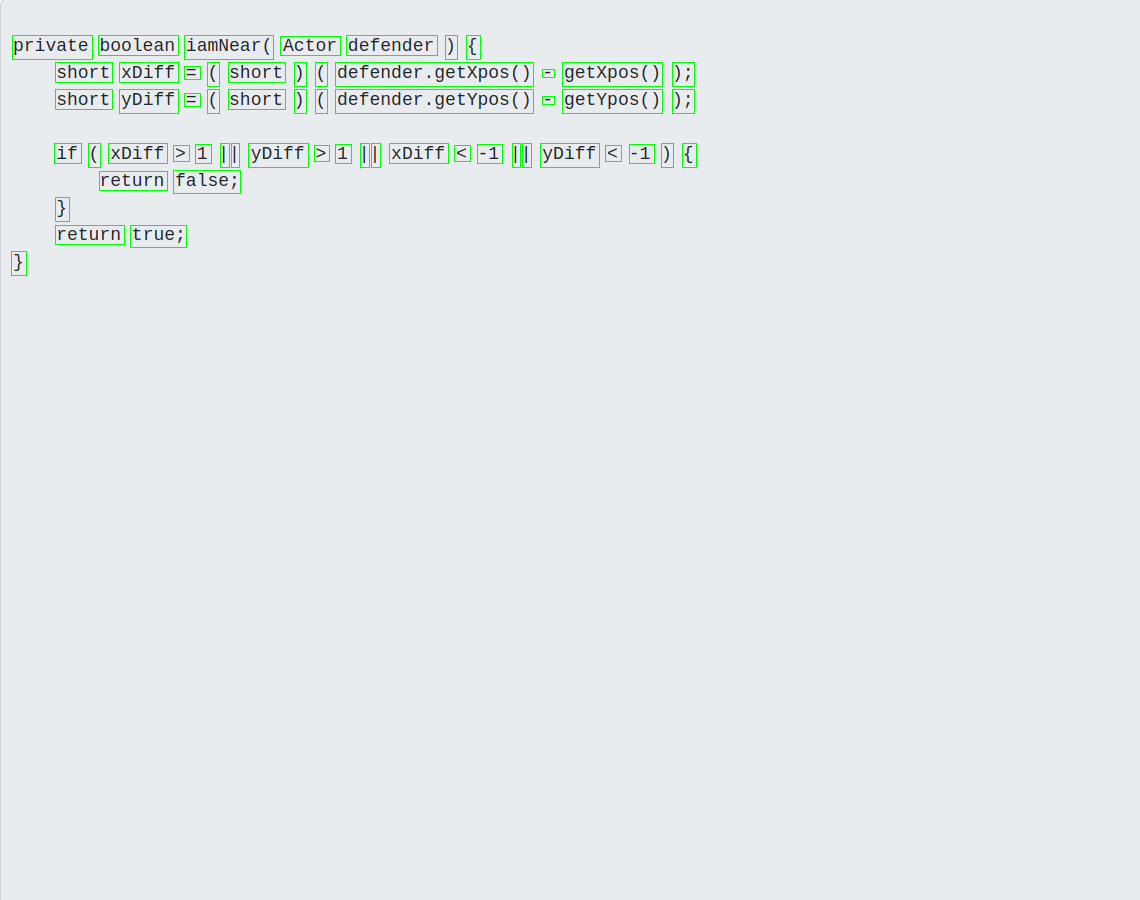 private boolean iamNear( Actor defender ) {
    short xDiff = ( short ) ( defender.getXpos() - getXpos() );
    short yDiff = ( short ) ( defender.getYpos() - getYpos() );
    if ( xDiff > 1 || yDiff > 1 || xDiff < -1 || yDiff < -1 ) {
        return false;
    }
    return true;
}